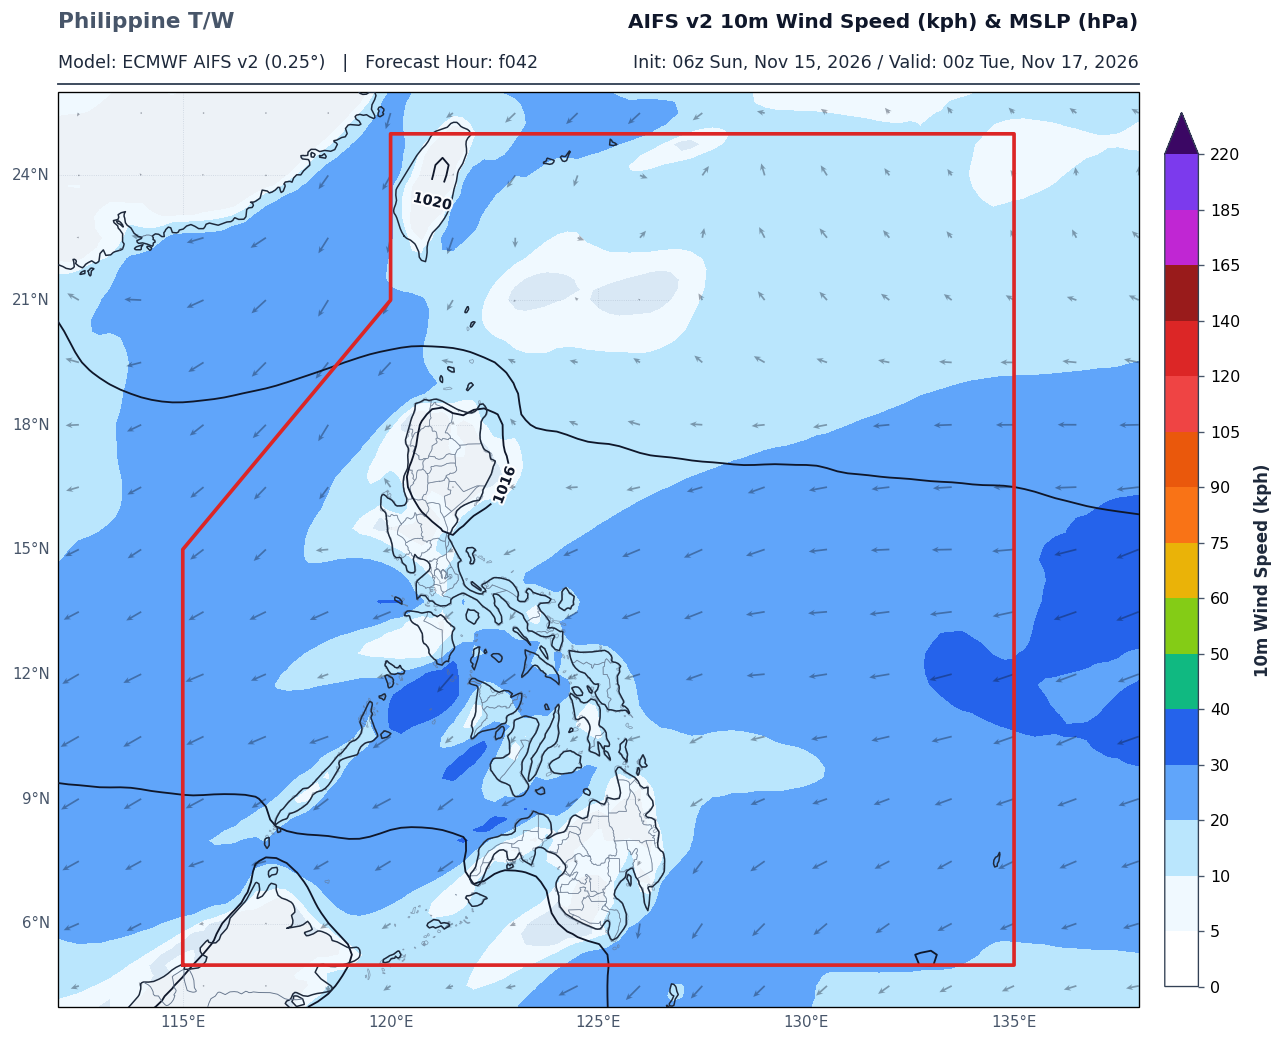 Philippine T/W
AIFS v2 10m Wind Speed (kph) & MSLP (hPa)
Model: ECMWF AIFS v2 (0.25°) | Forecast Hour: f042
Init: 06z Sun, Nov 15, 2026 / Valid: 00z Tue, Nov 17, 2026
24°N
21°N
18°N
15°N
12°N
9°N
6°N
115°E
120°E
125°E
130°E
135°E
1020
1016
220
185
165
140
120
105
90
75
60
50
40
30
20
10
5
0
10m Wind Speed (kph)